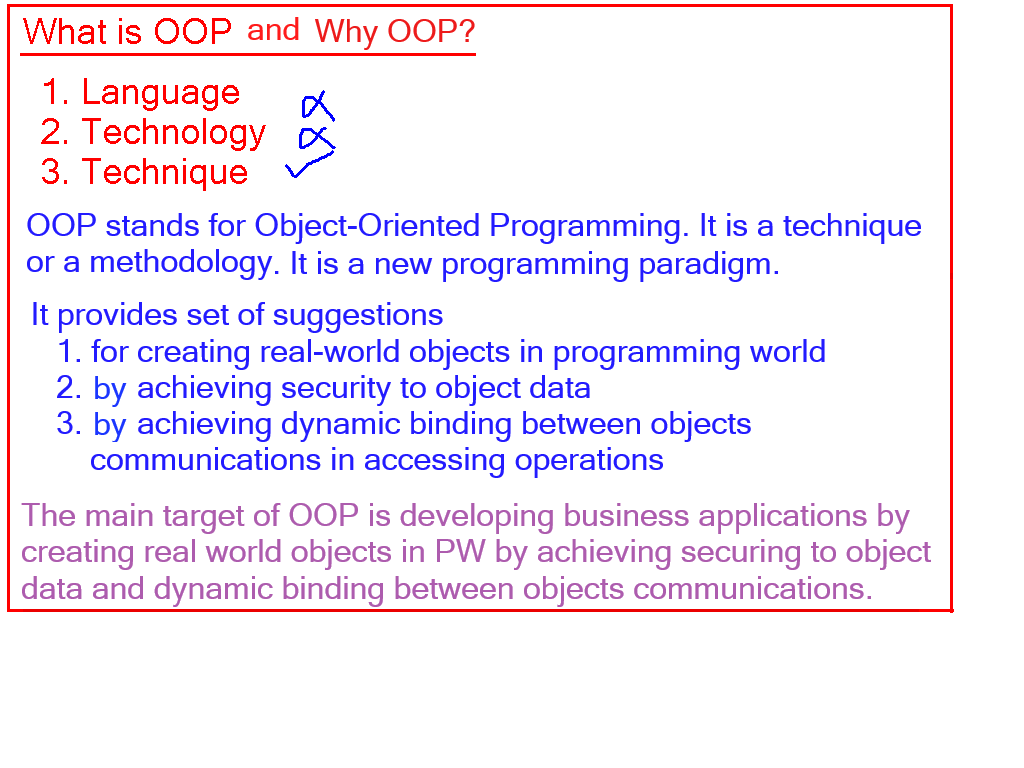 What is OOP and Why OOP?
1. Language
2. Technology
3. Technique
OOP stands for Object-Oriented Programming. It is a technique
or a methodology. It is a new programming paradigm.
It provides set of suggestions
1. for creating real-world objects in programming world
2. by achieving security to object data
3. by achieving dynamic binding between objects
communications in accessing operations
The main target of OOP is developing business applications by
creating real world objects in PW by achieving securing to object
data and dynamic binding between objects communications.